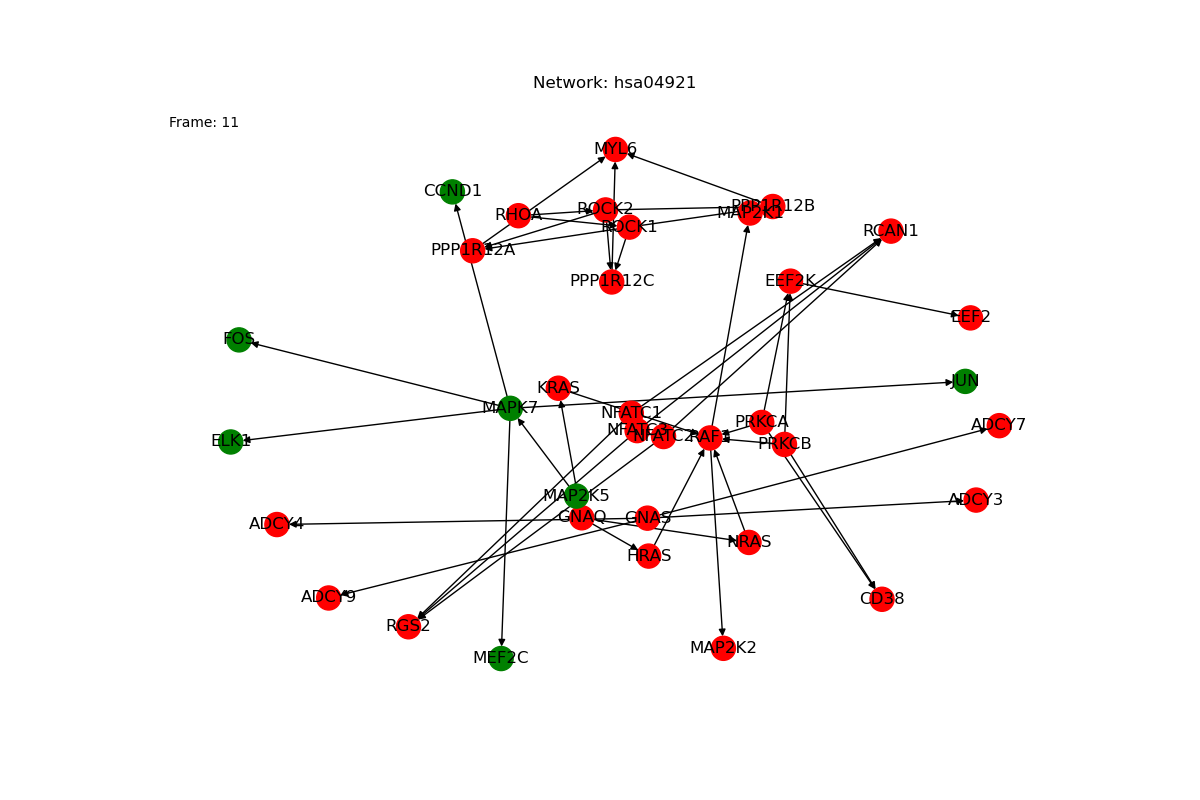 Network: hsa04921
Frame: 11
MYL6
CCND1
RHOA
ROCK2
PPP1R12B
MAP2K1
ROCK1
RCAN1
PPP1R12A
PPP1R12C
EEF2K
EEF2
FOS
JUN
KRAS
MAPK7
NFATC1
PRKCA
ADCY7
NFATC3
NFATC2
RAF1
ELK1
PRKCB
MAP2K5
ADCY3
GNAQ
GNAS
ADCY4
NRAS
HRAS
ADCY9
CD38
RGS2
MAP2K2
MEF2C